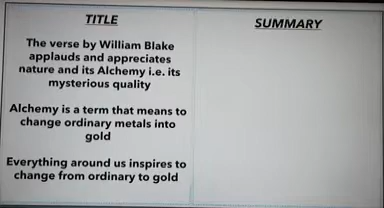 TITLE
SUMMARY
The verse by William Blake
applauds and appreciates
nature and its Alchemy i.e. its
mysterious quality
Alchemy is a term that means to
change ordinary metals into
gold
Everything around us inspires to
change from ordinary to gold